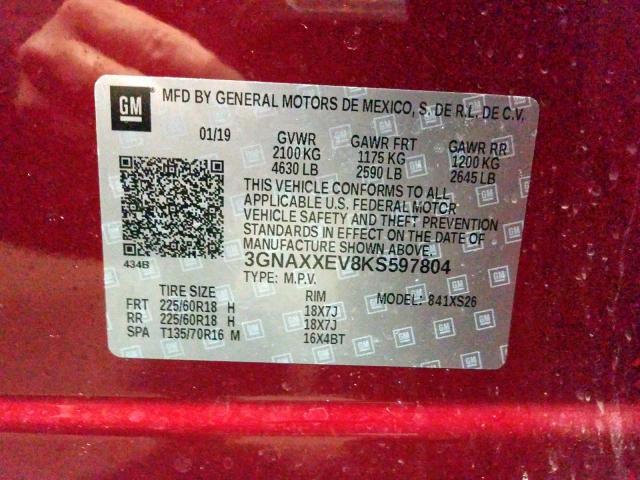 GM MFD BY GENERAL MOTORS DE MEXICO, S. DE R.L. DE C.V.
01/19 GVWR GAWR FRT GAWR RR
2100 KG 1175 KG 1200 KG
4630 LB 2590 LB 2645 LB
THIS VEHICLE CONFORMS TO ALL
APPLICABLE U.S. FEDERAL MOTOR
VEHICLE SAFETY AND THEFT PREVENTION
STANDARDS IN EFFECT ON THE DATE OF
MANUFACTURE SHOWN ABOVE.
434B 3GNAXXEV8KS597804
TYPE: M.P.V. MODEL: 841XS26
TIRE SIZE RIM
FRT 225/60R18 H 18X7J
RR 225/60R18 H 18X7J
SPA T135/70R16 M 16X4BT